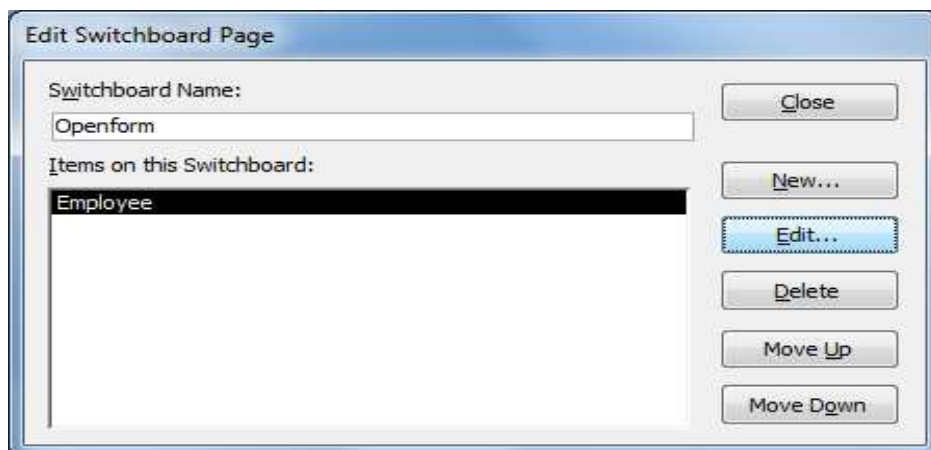 Edit Switchboard Page
Switchboard Name:
Close
Openform
Items on this Switchboard:
New...
Employee
Edit...
Delete
Move Up
Move Down